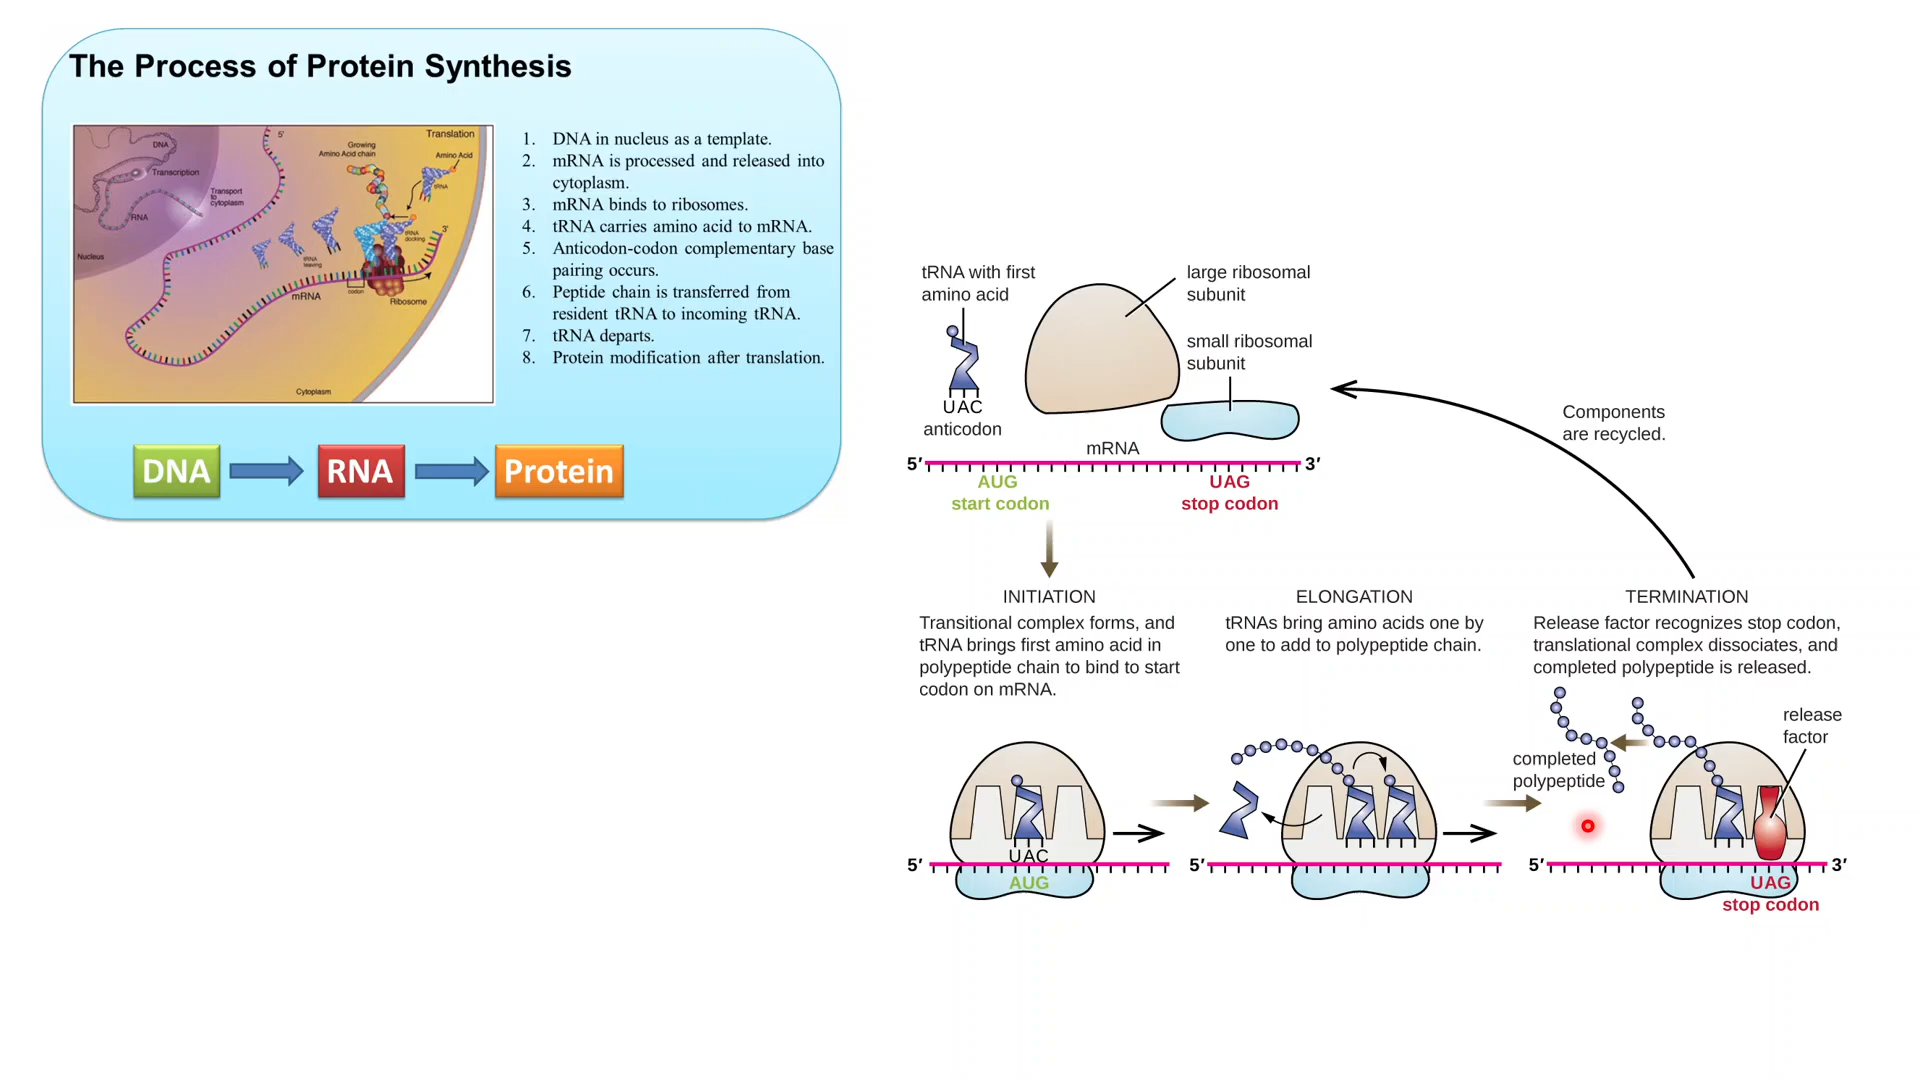 The Process of Protein Synthesis
DNA
Transcription
RNA
Nucleus
Transport
to
cytoplasm
5'
Growing
Amino Acid chain
Translation
Amino Acid
tRNA
tRNA
docking
3'
tRNA
leaving
mRNA
codon
Ribosome
Cytoplasm
1. DNA in nucleus as a template.
2. mRNA is processed and released into
cytoplasm.
3. mRNA binds to ribosomes.
4. tRNA carries amino acid to mRNA.
5. Anticodon-codon complementary base
pairing occurs.
6. Peptide chain is transferred from
resident tRNA to incoming tRNA.
7. tRNA departs.
8. Protein modification after translation.
DNA
RNA
Protein
tRNA with first
amino acid
UAC
anticodon
large ribosomal
subunit
small ribosomal
subunit
mRNA
5′
3′
AUG
start codon
UAG
stop codon
Components
are recycled.
INITIATION
Transitional complex forms, and
tRNA brings first amino acid in
polypeptide chain to bind to start
codon on mRNA.
ELONGATION
tRNAs bring amino acids one by
one to add to polypeptide chain.
TERMINATION
Release factor recognizes stop codon,
translational complex dissociates, and
completed polypeptide is released.
5′
UAC
AUG
5′
completed
polypeptide
release
factor
5′
3′
UAG
stop codon